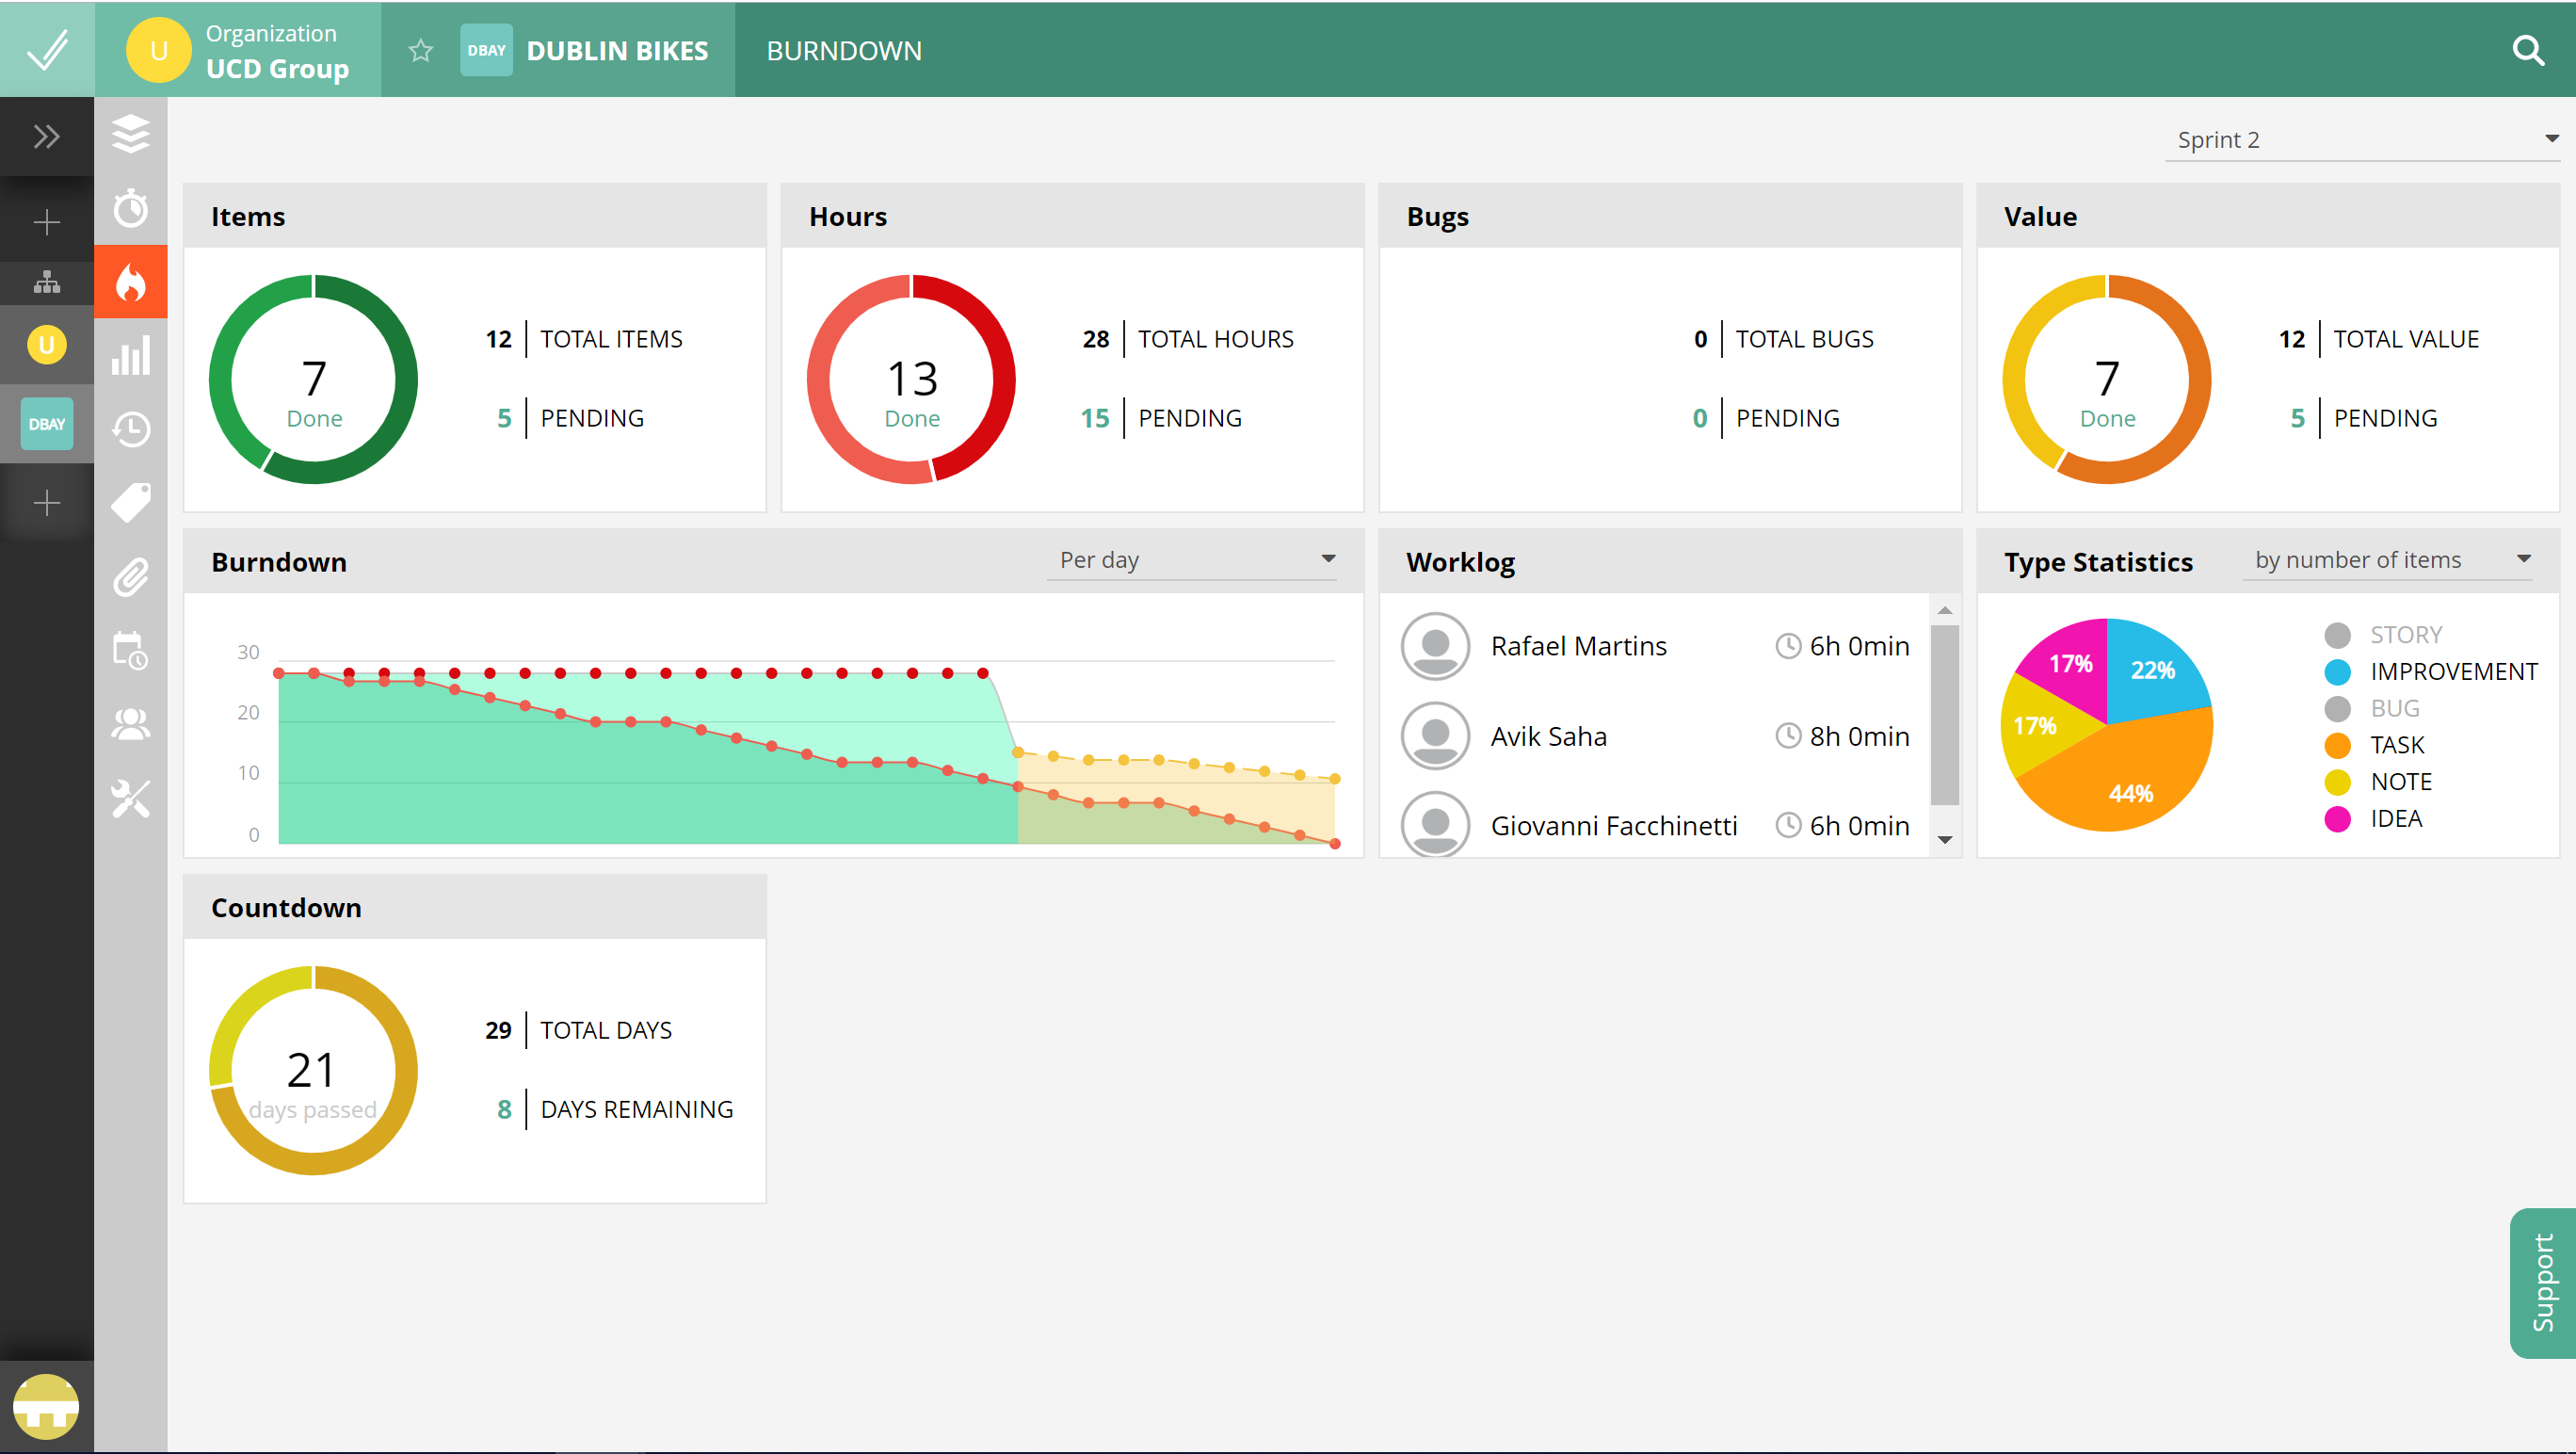 U
Organization
UCD Group
DBAY
DUBLIN BIKES
BURNDOWN
Sprint 2
U
DBAY
Items
7
Done
12 TOTAL ITEMS
5 PENDING
Hours
13
Done
28 TOTAL HOURS
15 PENDING
Bugs
0 TOTAL BUGS
0 PENDING
Value
7
Done
12 TOTAL VALUE
5 PENDING
Burndown
Per day
30
20
10
0
Worklog
Rafael Martins 6h 0min
Avik Saha 8h 0min
Giovanni Facchinetti 6h 0min
Type Statistics
by number of items
17%
22%
17%
44%
STORY
IMPROVEMENT
BUG
TASK
NOTE
IDEA
Countdown
21
days passed
29 TOTAL DAYS
8 DAYS REMAINING
Support